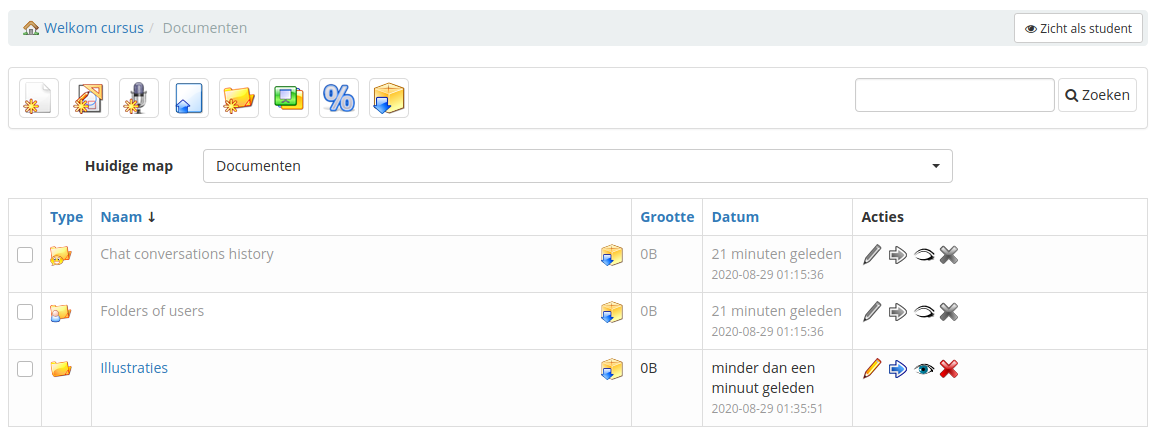 Welkom cursus / Documenten
Zicht als student
%
Zoeken
Huidige map
Documenten
Type Naam ↓ Grootte Datum Acties
Chat conversations history 0B 21 minuten geleden
2020-08-29 01:15:36
Folders of users 0B 21 minuten geleden
2020-08-29 01:15:36
Illustraties 0B minder dan een
minuut geleden
2020-08-29 01:35:51